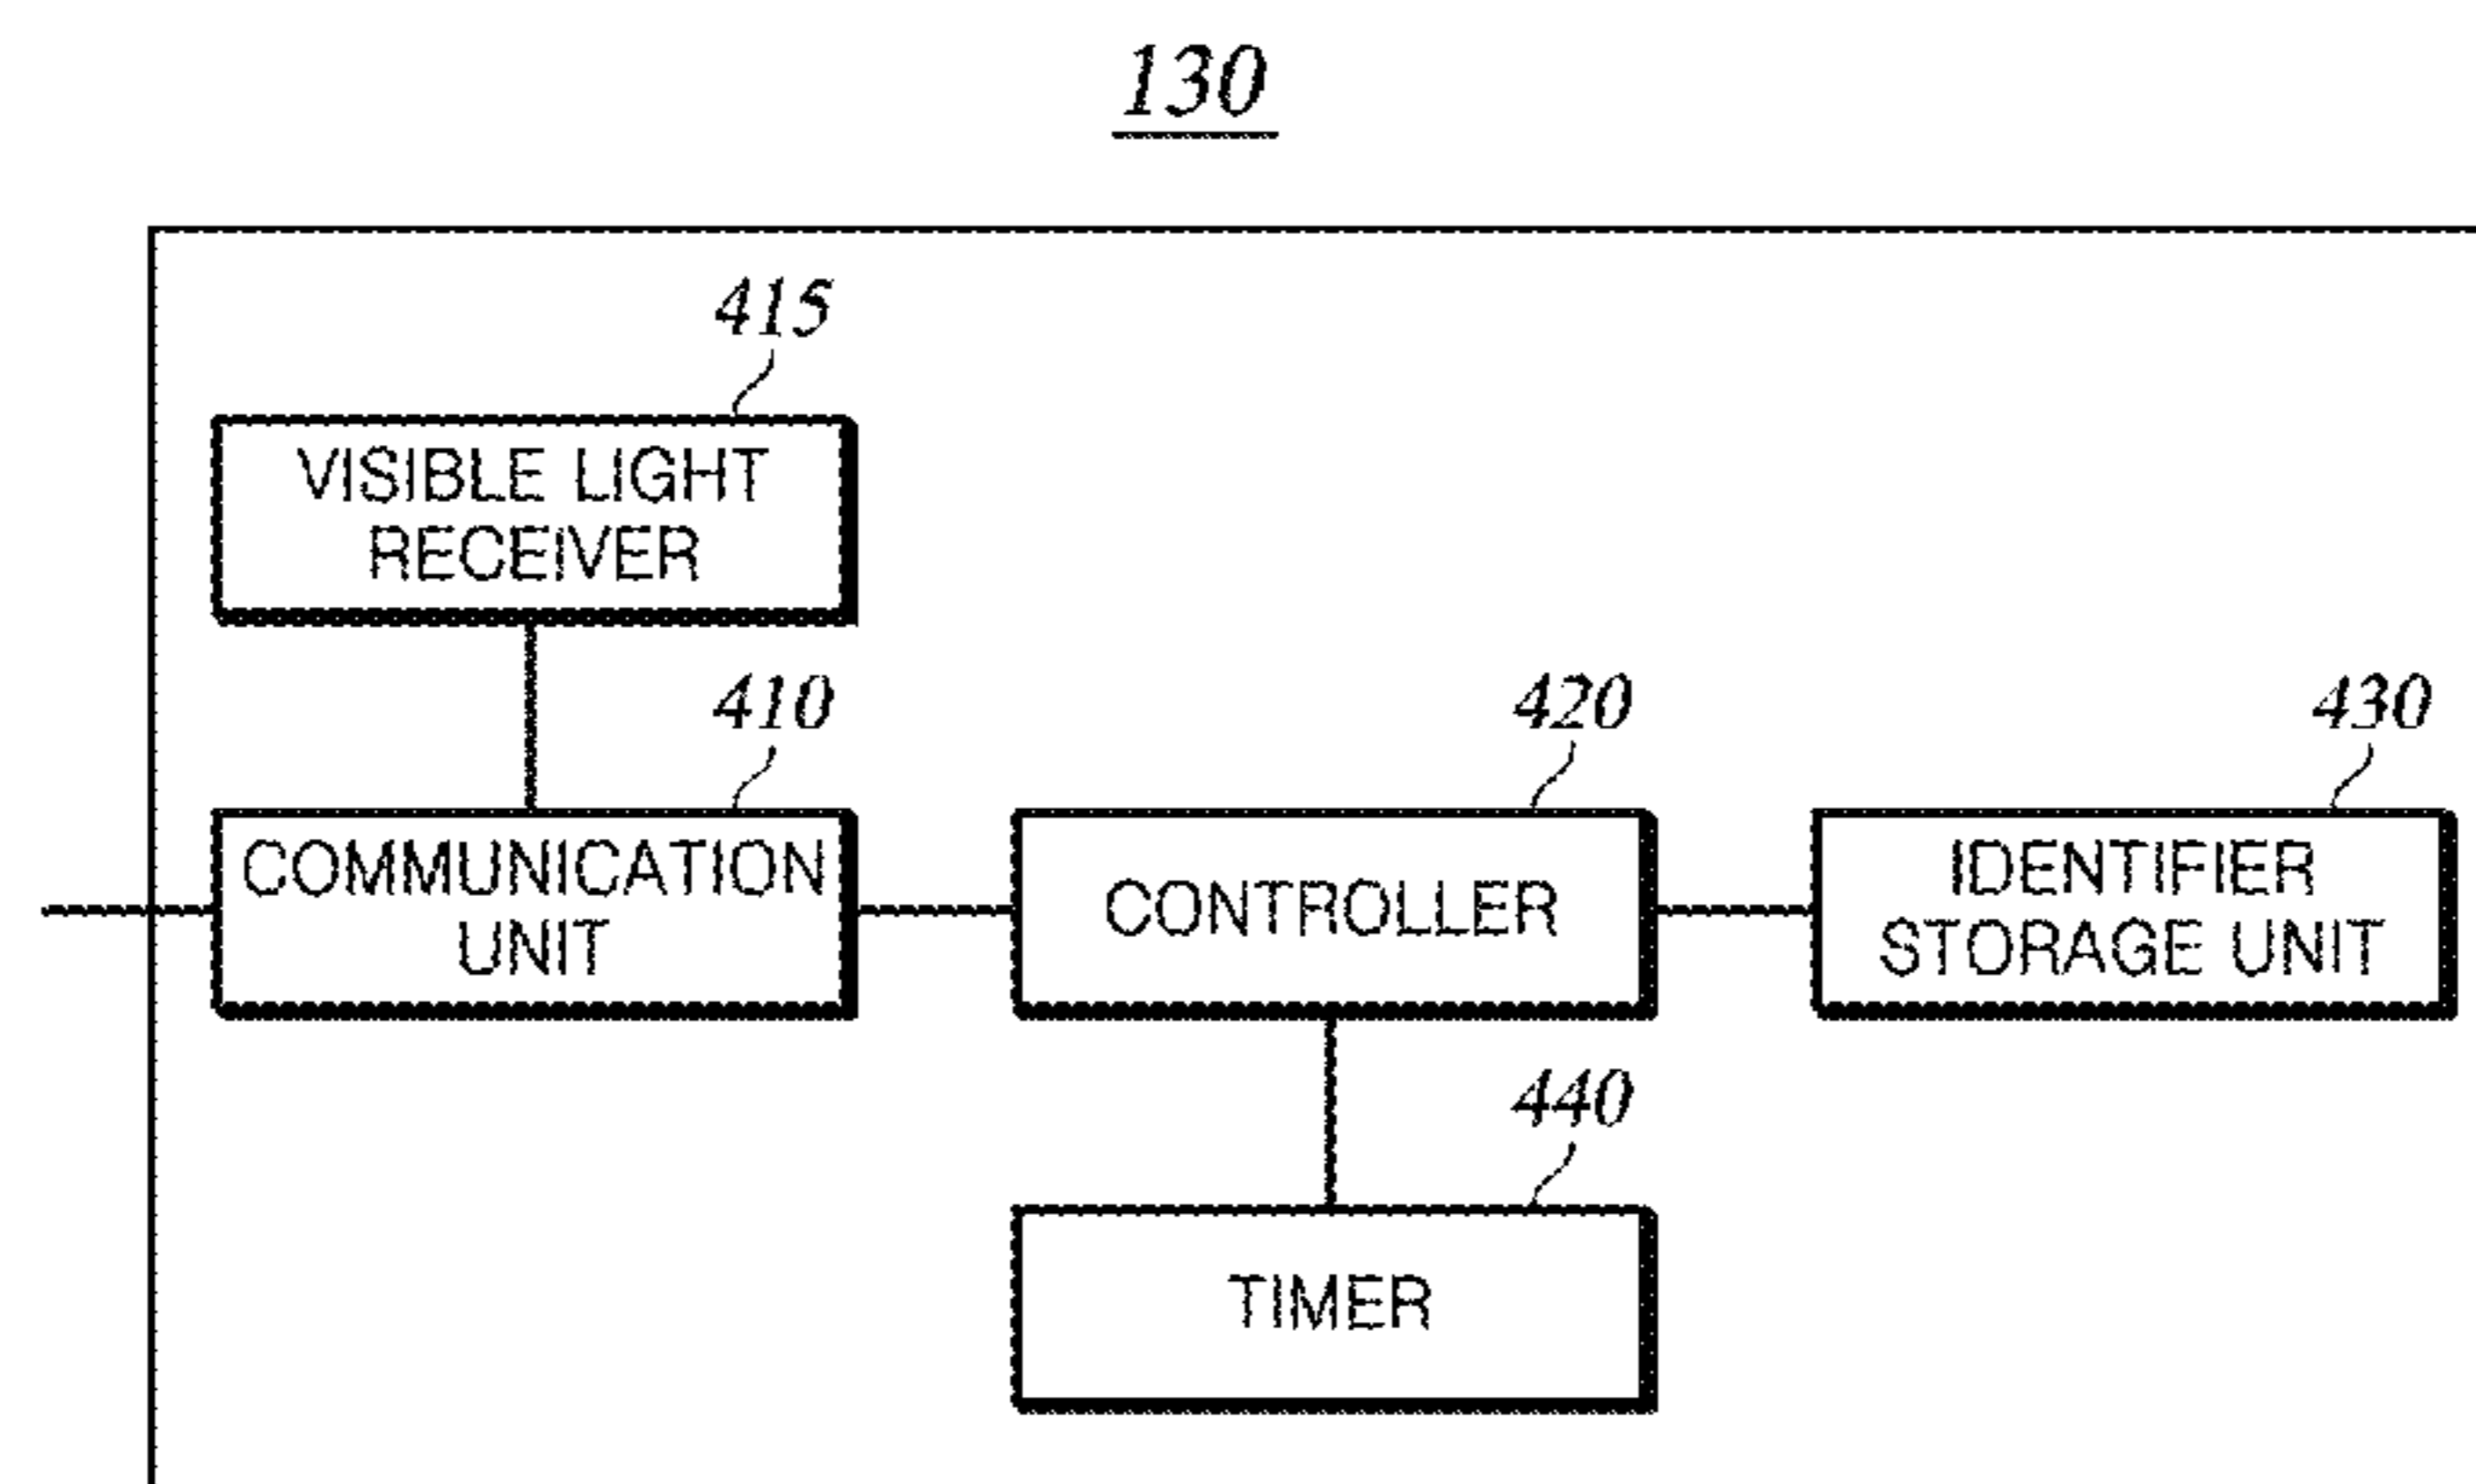 130
415
VISIBLE LIGHT
RECEIVER
410
COMMUNICATION
UNIT
420
CONTROLLER
430
IDENTIFIER
STORAGE UNIT
440
TIMER